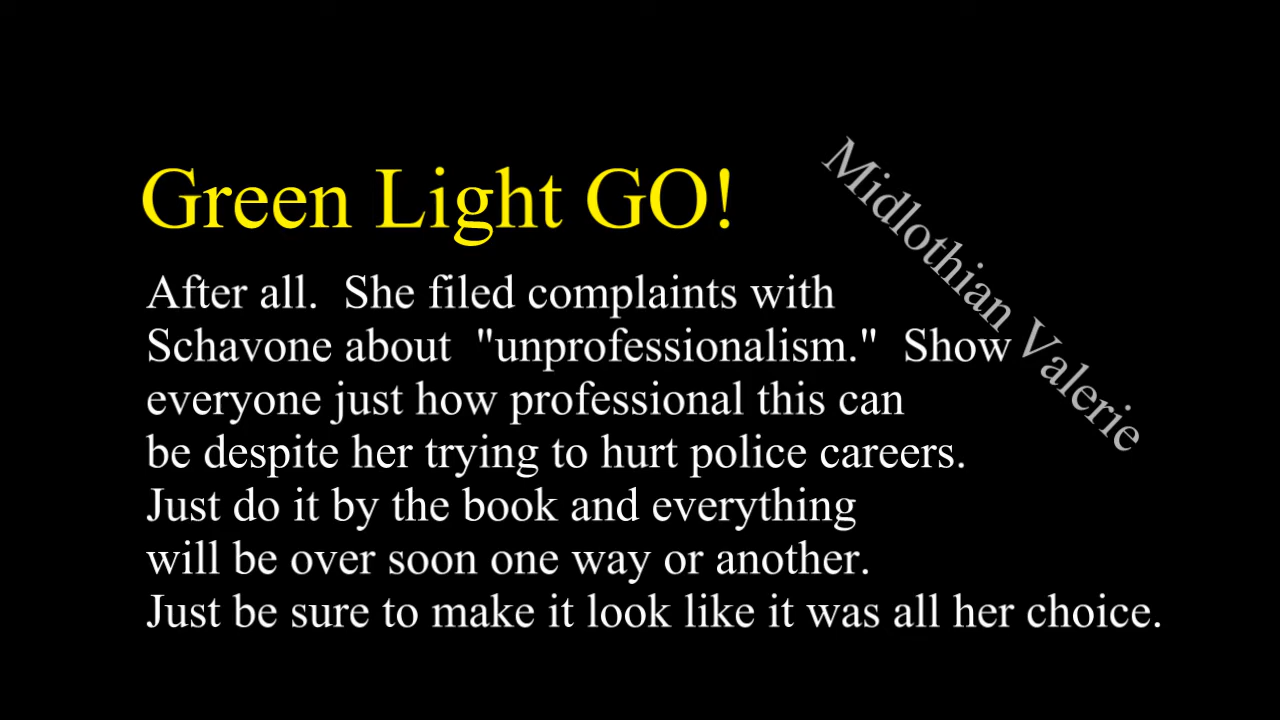 Green Light GO!
Midlothian Valerie
After all.  She filed complaints with
Schavone about  "unprofessionalism."  Show
everyone just how professional this can
be despite her trying to hurt police careers.
Just do it by the book and everything
will be over soon one way or another.
Just be sure to make it look like it was all her choice.